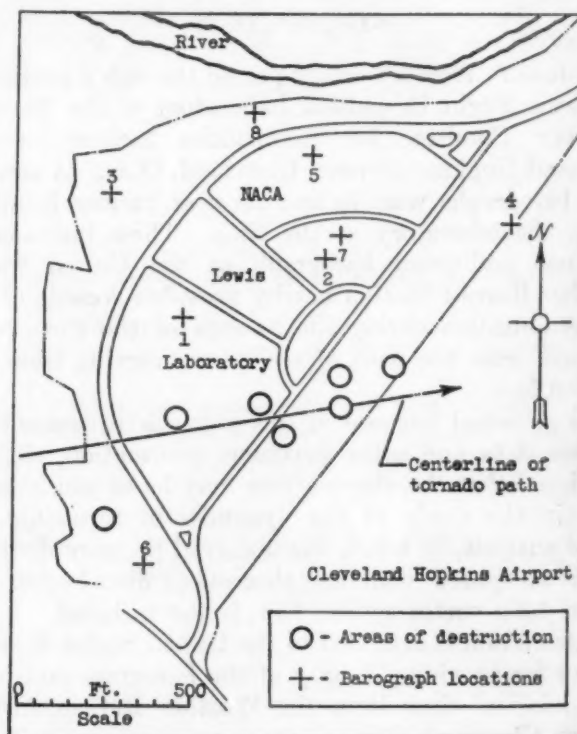 River
8
5
3
NACA
4
N
7
2
Lewis
1
Laboratory
Centerline of
tornado path
6
Cleveland Hopkins Airport
- Areas of destruction
- Barograph locations
0 Ft. 500
Scale